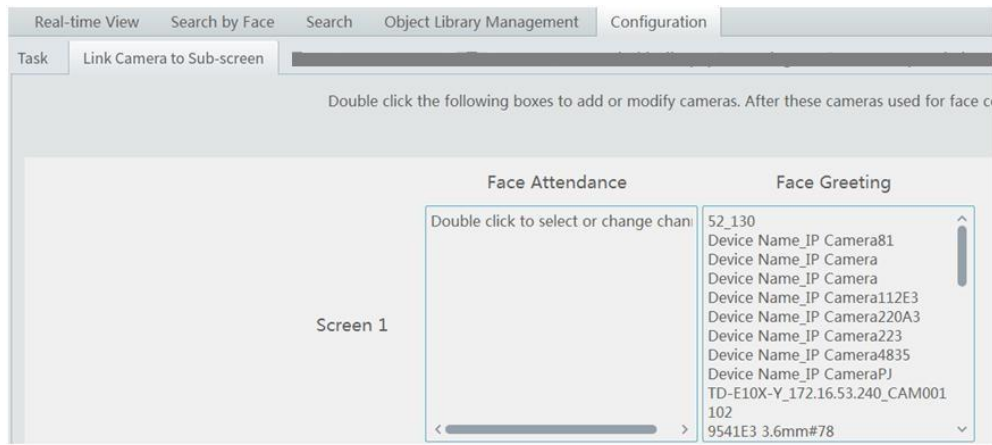 Real-time View Search by Face Search Object Library Management Configuration
Task Link Camera to Sub-screen
Double click the following boxes to add or modify cameras. After these cameras used for face
Face Attendance Face Greeting
Double click to select or change chan
52_130
Device Name_IP Camera81
Device Name_IP Camera
Device Name_IP Camera
Device Name_IP Camera112E3
Device Name_IP Camera220A3
Device Name_IP Camera223
Screen 1
Device Name_IP Camera4835
Device Name_IP CameraPJ
TD-E10X-Y_172.16.53.240_CAM001
102
9541E3 3.6mm#78